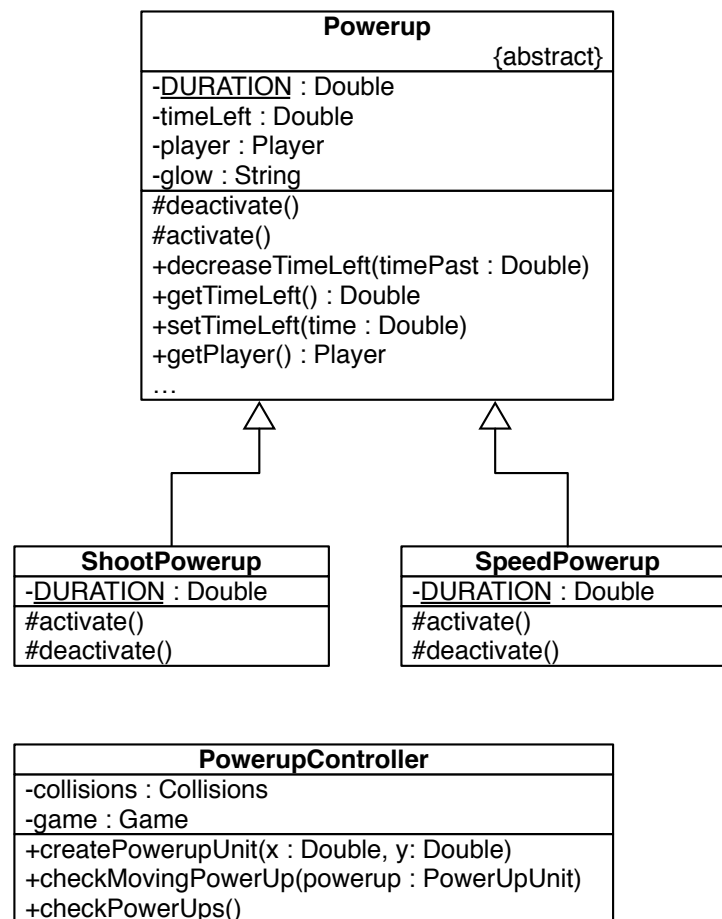 Powerup
{abstract}
-DURATION : Double
-timeLeft : Double
-player : Player
-glow : String
#deactivate()
#activate()
+decreaseTimeLeft(timePast : Double)
+getTimeLeft() : Double
+setTimeLeft(time : Double)
+getPlayer() : Player
…
ShootPowerup
-DURATION : Double
#activate()
#deactivate()
SpeedPowerup
-DURATION : Double
#activate()
#deactivate()
PowerupController
-collisions : Collisions
-game : Game
+createPowerupUnit(x : Double, y: Double)
+checkMovingPowerUp(powerup : PowerUpUnit)
+checkPowerUps()